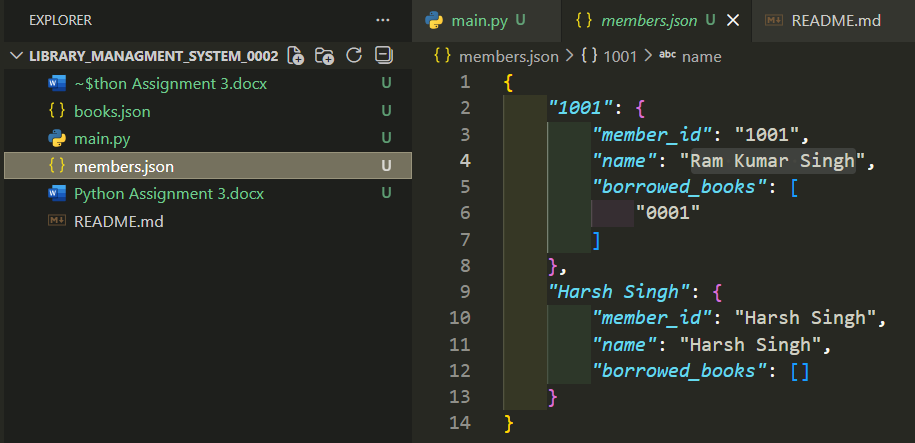 EXPLORER
LIBRARY_MANAGMENT_SYSTEM_0002
~$thon Assignment 3.docx U
books.json U
main.py U
members.json U
Python Assignment 3.docx U
README.md
main.py U
members.json U
README.md
{} members.json > {} 1001 > abc name
1 {
2 "1001": {
3 "member_id": "1001",
4 "name": "Ram Kumar Singh",
5 "borrowed_books": [
6 "0001"
7 ]
8 },
9 "Harsh Singh": {
10 "member_id": "Harsh Singh",
11 "name": "Harsh Singh",
12 "borrowed_books": []
13 }
14 }